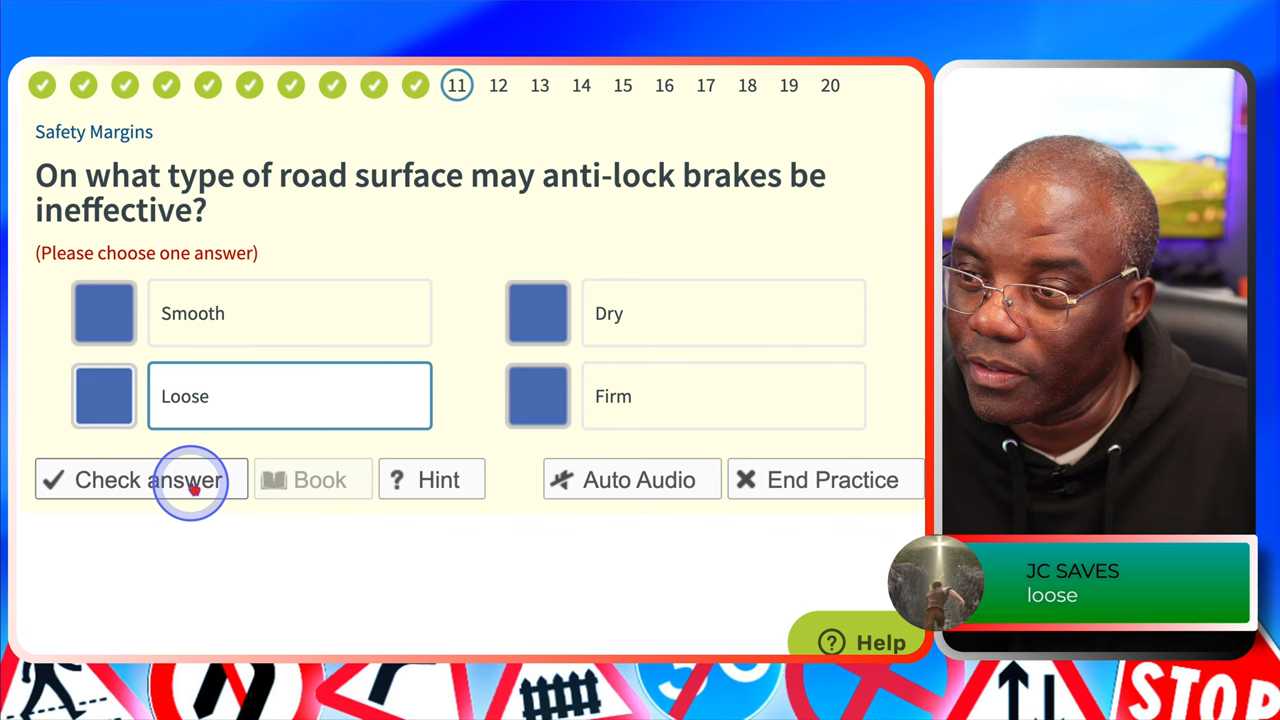 11 12 13 14 15 16 17 18 19 20
Safety Margins
On what type of road surface may anti-lock brakes be
ineffective?
(Please choose one answer)
Smooth
Dry
Loose
Firm
Check answer
Book
? Hint
Auto Audio
End Practice
JC SAVES
loose
? Help
STOP